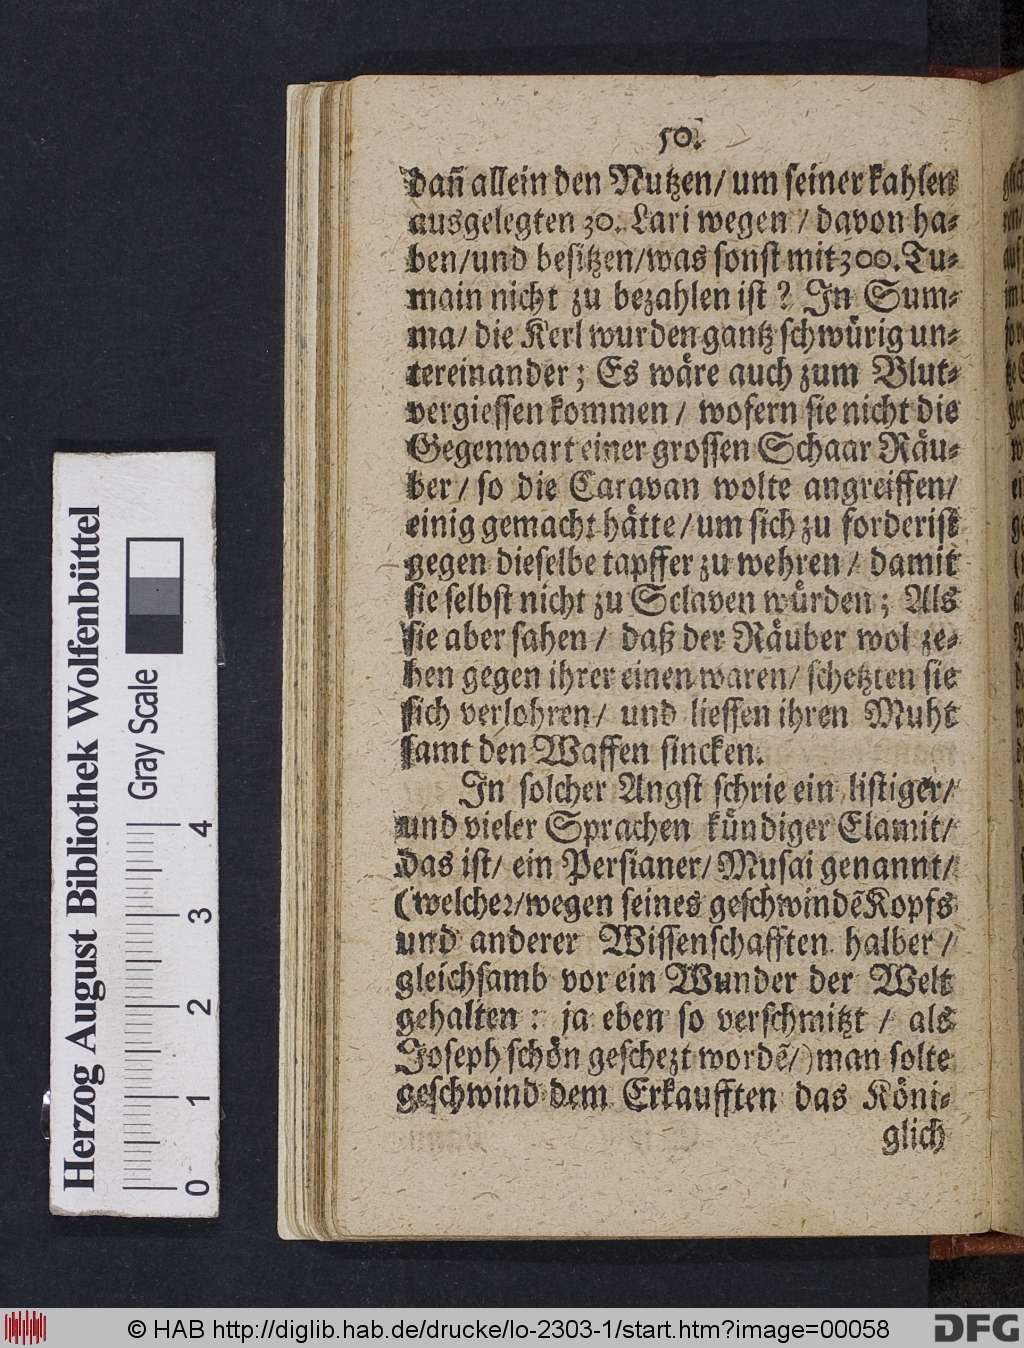 50.
dañ allein den Nutzen/ um seiner kahlen
ausgelegten 30. Lari wegen / davon ha-
ben/und besitzen/was sonst mit 300. Tu-
main nicht zu bezahlen ist ? In Sum-
ma/ die Kerl wurden gantz schwürig un-
tereinander ; Es wäre auch zum Blut-
vergiessen kommen / wofern sie nicht die
Gegenwart einer grossen Schaar Räu-
ber / so die Caravan wolte angreiffen/
einig gemacht hätte / um sich zu forderist
gegen dieselbe tapffer zu wehren / damit
sie selbst nicht zu Sclaven würden ; Als
sie aber sahen / daß der Räuber wol ze-
hen gegen ihrer einen waren/ schetzten sie
sich verlohren/ und liessen ihren Muht
samt den Waffen sincken.
In solcher Angst schrie ein listiger/
und vieler Sprachen kündiger Elamit/
das ist/ ein Persianer/ Musai genannt/
(welcher/wegen seines geschwindẽ Kopfs
und anderer Wissenschafften halber /
gleichsamb vor ein Wunder der Welt
gehalten : ja eben so verschmitzt / als
Joseph schön geschezt wordẽ/) man solte
geschwind dem Erkaufften das Köni-
glich
Herzog August Bibliothek Wolfenbüttel
Gray Scale
0 1 2 3 4
© HAB http://diglib.hab.de/drucke/lo-2303-1/start.htm?image=00058
DFG